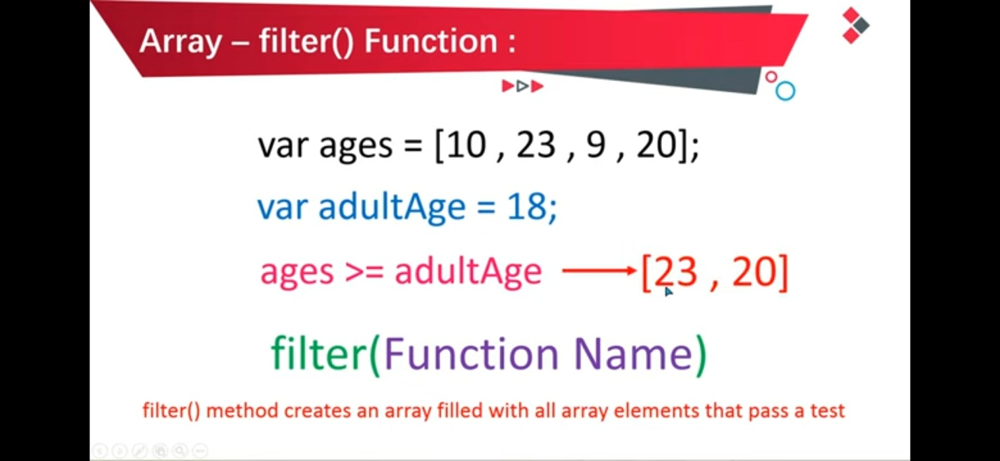 Array – filter() Function :
var ages = [10 , 23 , 9 , 20];
var adultAge = 18;
ages >= adultAge [23 , 20]
filter(Function Name)
filter() method creates an array filled with all array elements that pass a test